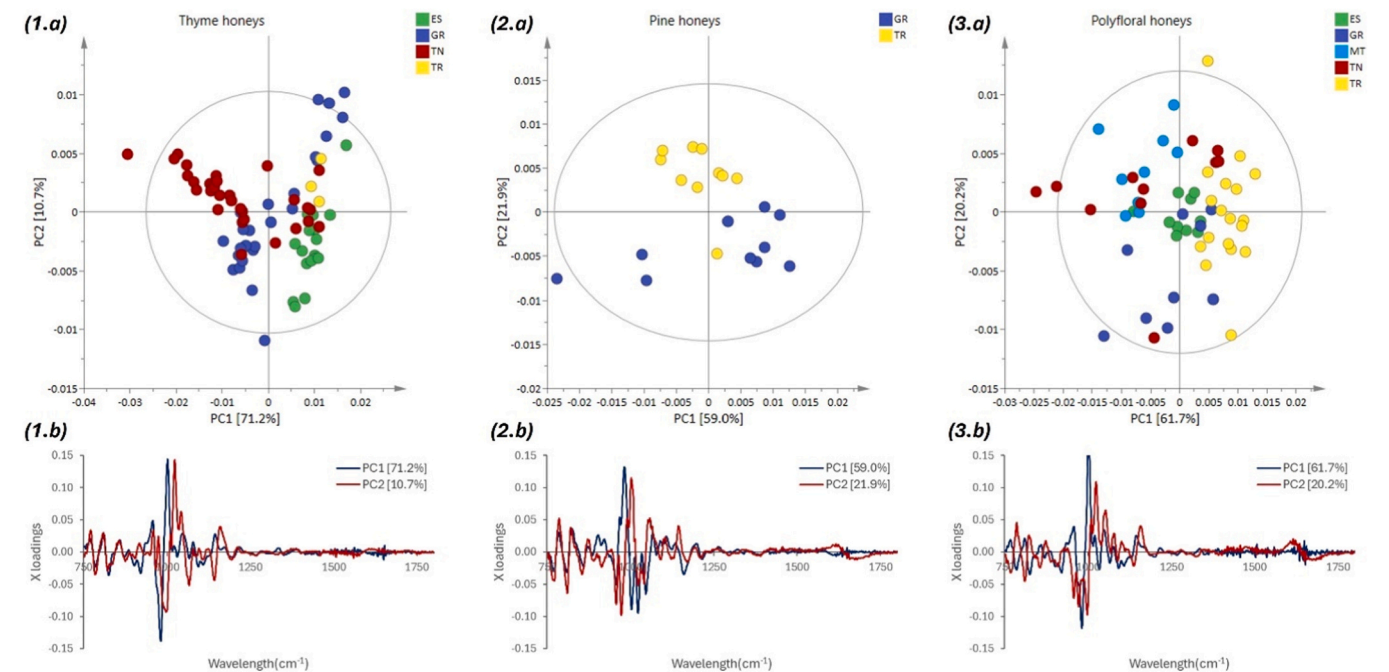 (1.a)
Thyme honeys
ES
GR
TN
TR
PC2 [10.7%]
0.01
0.005
0
-0.005
-0.01
-0.015
-0.04 -0.03 -0.02 -0.01 0 0.01 0.02
PC1 [71.2%]
(2.a)
Pine honeys
GR
TR
PC2 [21.9%]
0.015
0.01
0.005
0
-0.005
-0.01
-0.015
-0.02
-0.025 -0.02 -0.015 -0.01 -0.005 0 0.005 0.01 0.015 0.02
PC1 [59.0%]
(3.a)
Polyfloral honeys
ES
GR
MT
TN
TR
PC2 [20.2%]
0.01
0.005
0
-0.005
-0.01
-0.015
-0.03 -0.025 -0.02 -0.015 -0.01 -0.005 0 0.005 0.01 0.015 0.02
PC1 [61.7%]
(1.b)
PC1 [71.2%]
PC2 [10.7%]
X loadings
0.15
0.10
0.05
0.00
-0.05
-0.10
-0.15
750 1000 1250 1500 1750
Wavelength(cm-1)
(2.b)
PC1 [59.0%]
PC2 [21.9%]
X loadings
0.15
0.10
0.05
0.00
-0.05
-0.10
-0.15
750 1000 1250 1500 1750
Wavelength(cm-1)
(3.b)
PC1 [61.7%]
PC2 [20.2%]
X loadings
0.15
0.10
0.05
0.00
-0.05
-0.10
-0.15
750 1000 1250 1500 1750
Wavelength(cm-1)